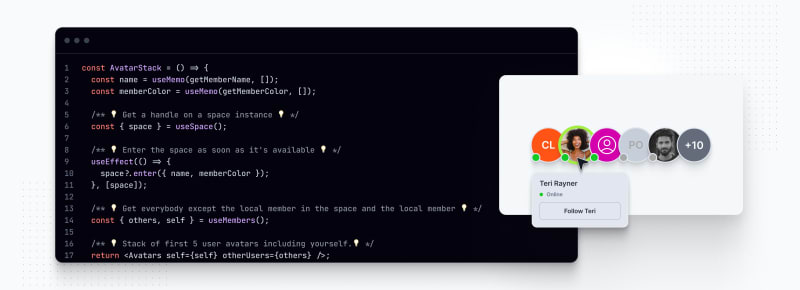 1 const AvatarStack = () => {
2 const name = useMemo(getMemberName, []);
3 const memberColor = useMemo(getMemberColor, []);
4
5 /** 💡 Get a handle on a space instance 💡 */
6 const { space } = useSpace();
7
8 /** 💡 Enter the space as soon as it's available 💡 */
9 useEffect(() => {
10 space?.enter({ name, memberColor });
11 }, [space]);
12
13 /** 💡 Get everybody except the local member in the space and the local member 💡 */
14 const { others, self } = useMembers();
15
16 /** 💡 Stack of first 5 user avatars including yourself.💡 */
17 return <Avatars self={self} otherUsers={others} />;
CL
PO
+10
Teri Rayner
Online
Follow Teri